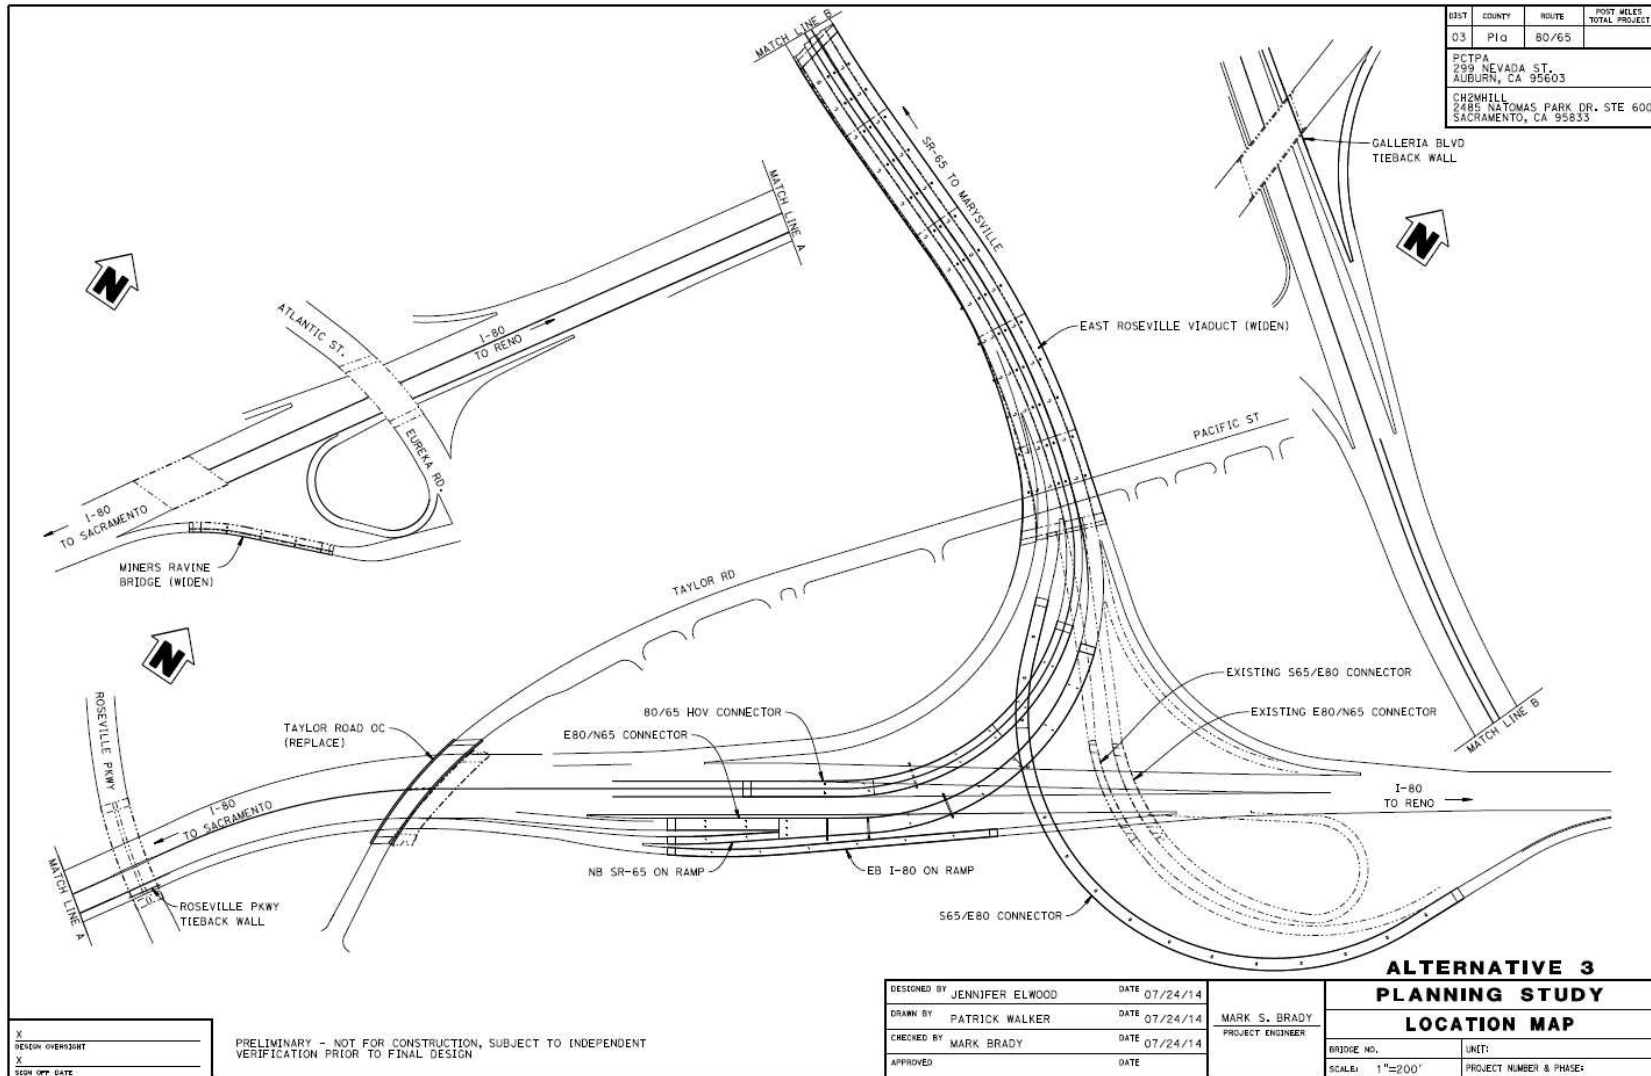 DIST COUNTY ROUTE POST MILES TOTAL PROJECT
03 Pla 80/65
PCTPA
299 NEVADA ST.
AUBURN, CA 95603
CH2MHILL
2485 NATOMAS PARK DR. STE 600
SACRAMENTO, CA 95833
MATCH LINE B
SR-65 TO MARYSVILLE
GALLERIA BLVD
TIEBACK WALL
MATCH LINE A
N
N
ATLANTIC ST.
I-80
TO RENO
EAST ROSEVILLE VIADUCT (WIDEN)
EUREKA RD.
PACIFIC ST
I-80
TO SACRAMENTO
MINERS RAVINE
BRIDGE (WIDEN)
TAYLOR RD
N
EXISTING S65/E80 CONNECTOR
ROSEVILLE PKWY
TAYLOR ROAD OC
(REPLACE)
80/65 HOV CONNECTOR
EXISTING E80/N65 CONNECTOR
E80/N65 CONNECTOR
MATCH LINE B
I-80
TO SACRAMENTO
I-80
TO RENO
MATCH LINE A
NB SR-65 ON RAMP
EB I-80 ON RAMP
ROSEVILLE PKWY
TIEBACK WALL
S65/E80 CONNECTOR
ALTERNATIVE 3
PLANNING STUDY
LOCATION MAP
DESIGNED BY JENNIFER ELWOOD DATE 07/24/14
DRAWN BY PATRICK WALKER DATE 07/24/14
CHECKED BY MARK BRADY DATE 07/24/14
APPROVED DATE
MARK S. BRADY
PROJECT ENGINEER
BRIDGE NO. UNIT:
SCALE: 1"=200' PROJECT NUMBER & PHASE:
X
DESIGN OVERSIGHT
X
SIGN OFF DATE
PRELIMINARY - NOT FOR CONSTRUCTION, SUBJECT TO INDEPENDENT
VERIFICATION PRIOR TO FINAL DESIGN